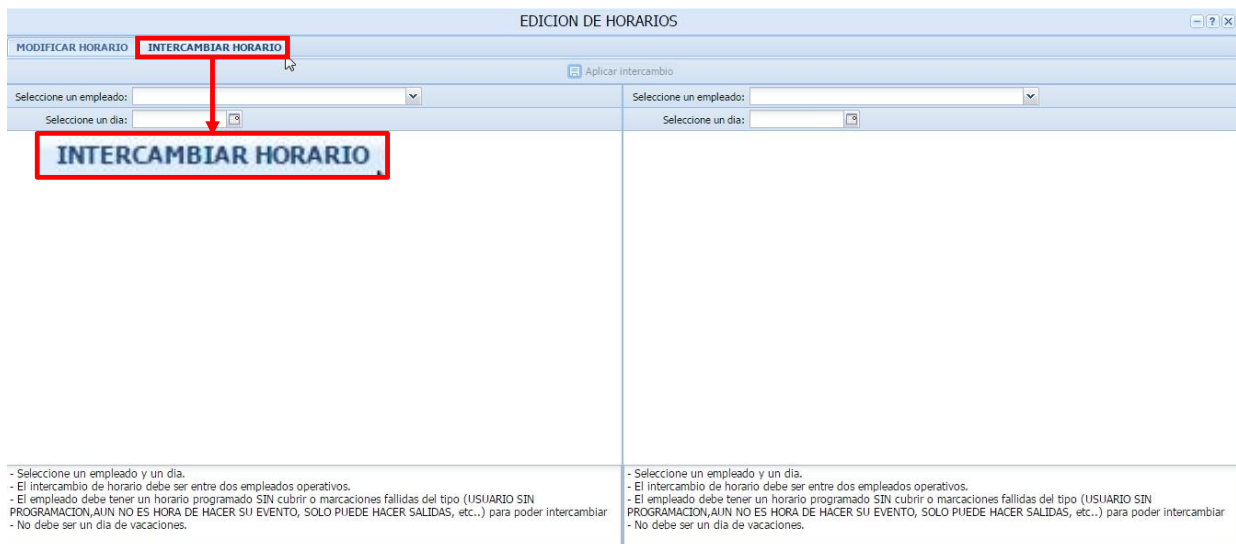 EDICION DE HORARIOS
MODIFICAR HORARIO INTERCAMBIAR HORARIO
Aplicar intercambio
Seleccione un empleado:
Seleccione un empleado:
Seleccione un dia:
Seleccione un dia:
INTERCAMBIAR HORARIO
- Seleccione un empleado y un dia.
- El intercambio de horario debe ser entre dos empleados operativos.
- El empleado debe tener un horario programado SIN cubrir o marcaciones fallidas del tipo (USUARIO SIN
PROGRAMACION,AUN NO ES HORA DE HACER SU EVENTO, SOLO PUEDE HACER SALIDAS, etc..) para poder intercambiar
- No debe ser un dia de vacaciones.
- Seleccione un empleado y un dia.
- El intercambio de horario debe ser entre dos empleados operativos.
- El empleado debe tener un horario programado SIN cubrir o marcaciones fallidas del tipo (USUARIO SIN
PROGRAMACION,AUN NO ES HORA DE HACER SU EVENTO, SOLO PUEDE HACER SALIDAS, etc..) para poder intercambiar
- No debe ser un dia de vacaciones.